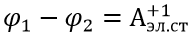 φ₁ − φ₂ = A⁺¹эл.ст